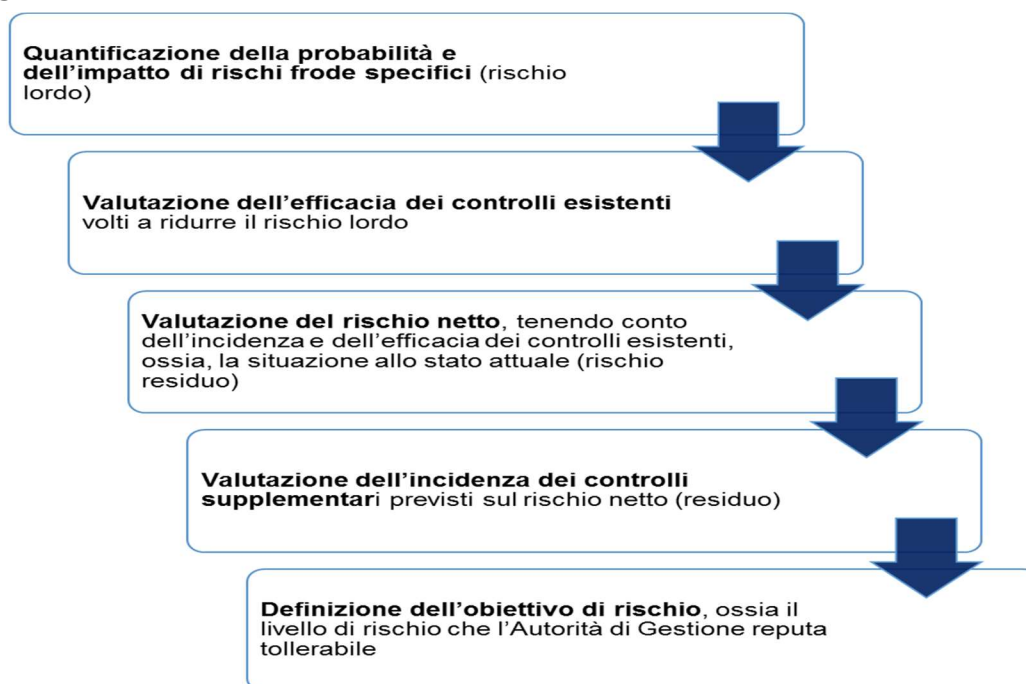 Quantificazione della probabilità e
dell'impatto di rischi frode specifici (rischio
lordo)
Valutazione dell'efficacia dei controlli esistenti
volti a ridurre il rischio lordo
Valutazione del rischio netto, tenendo conto
dell'incidenza e dell'efficacia dei controlli esistenti,
ossia, la situazione allo stato attuale (rischio
residuo)
Valutazione dell'incidenza dei controlli
supplementari previsti sul rischio netto (residuo)
Definizione dell'obiettivo di rischio, ossia il
livello di rischio che l'Autorità di Gestione reputa
tollerabile